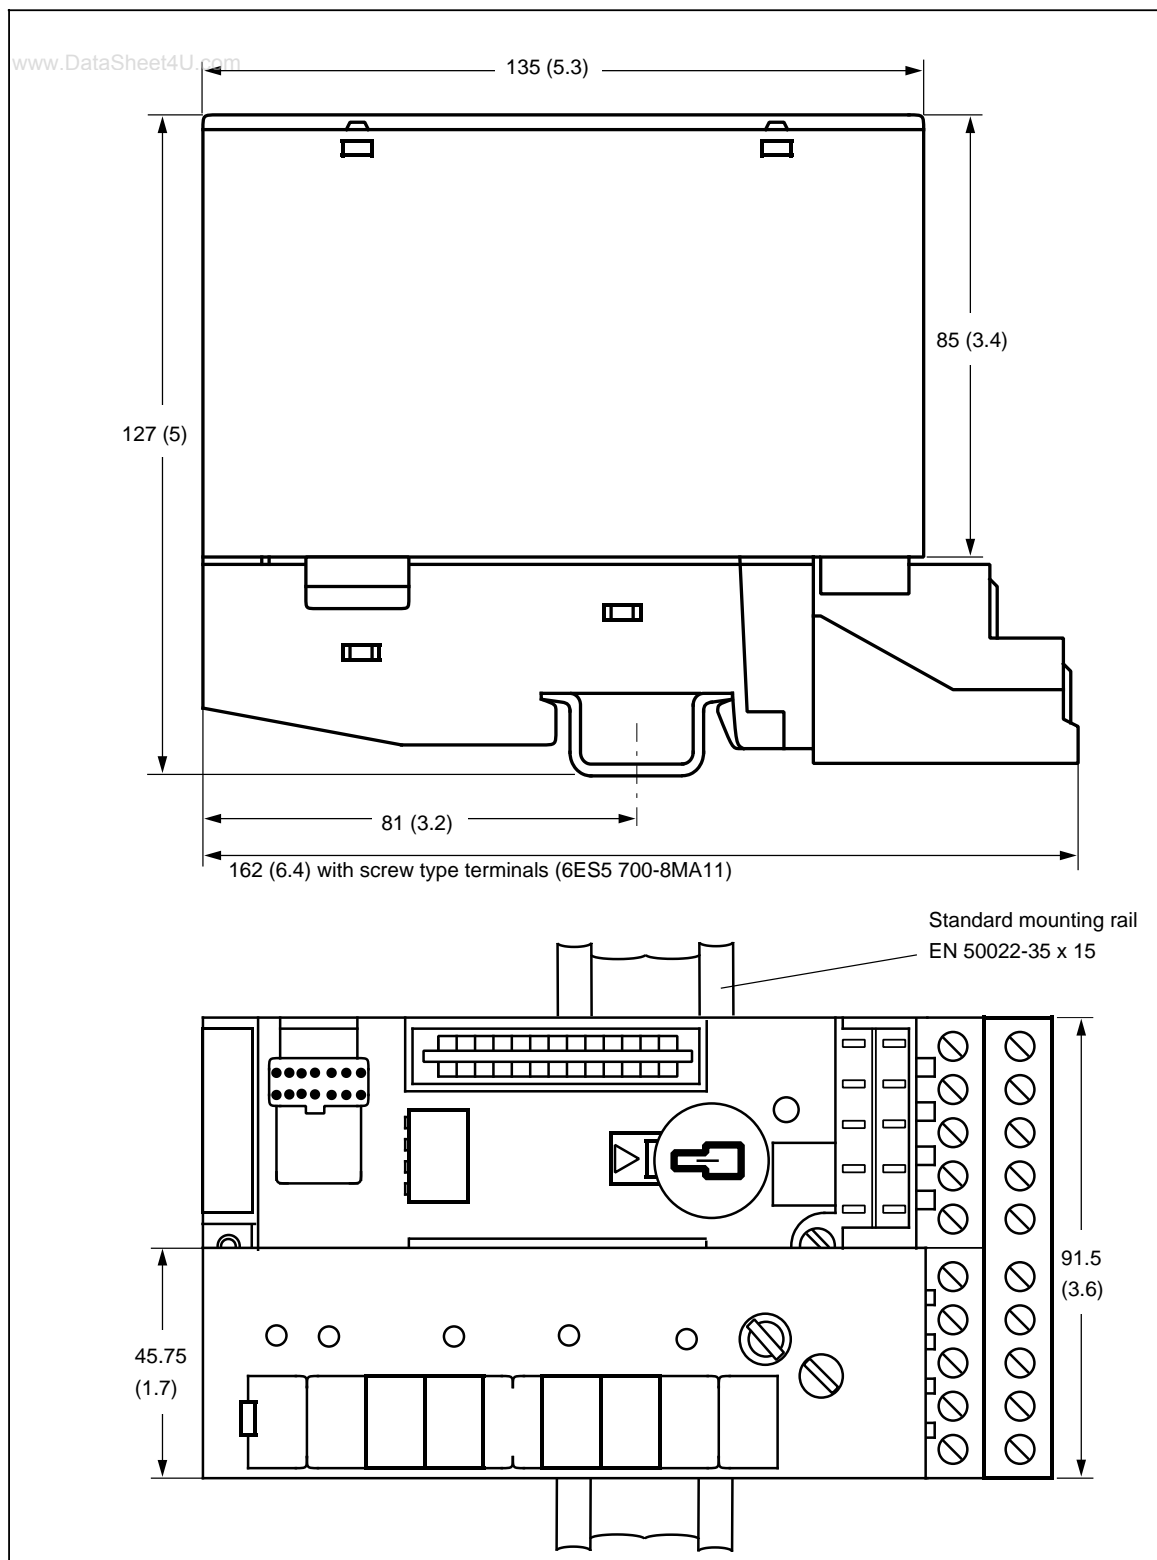 www.DataSheet4U.com
135 (5.3)
85 (3.4)
127 (5)
81 (3.2)
162 (6.4) with screw type terminals (6ES5 700-8MA11)
Standard mounting rail
EN 50022-35 x 15
91.5
(3.6)
45.75
(1.7)